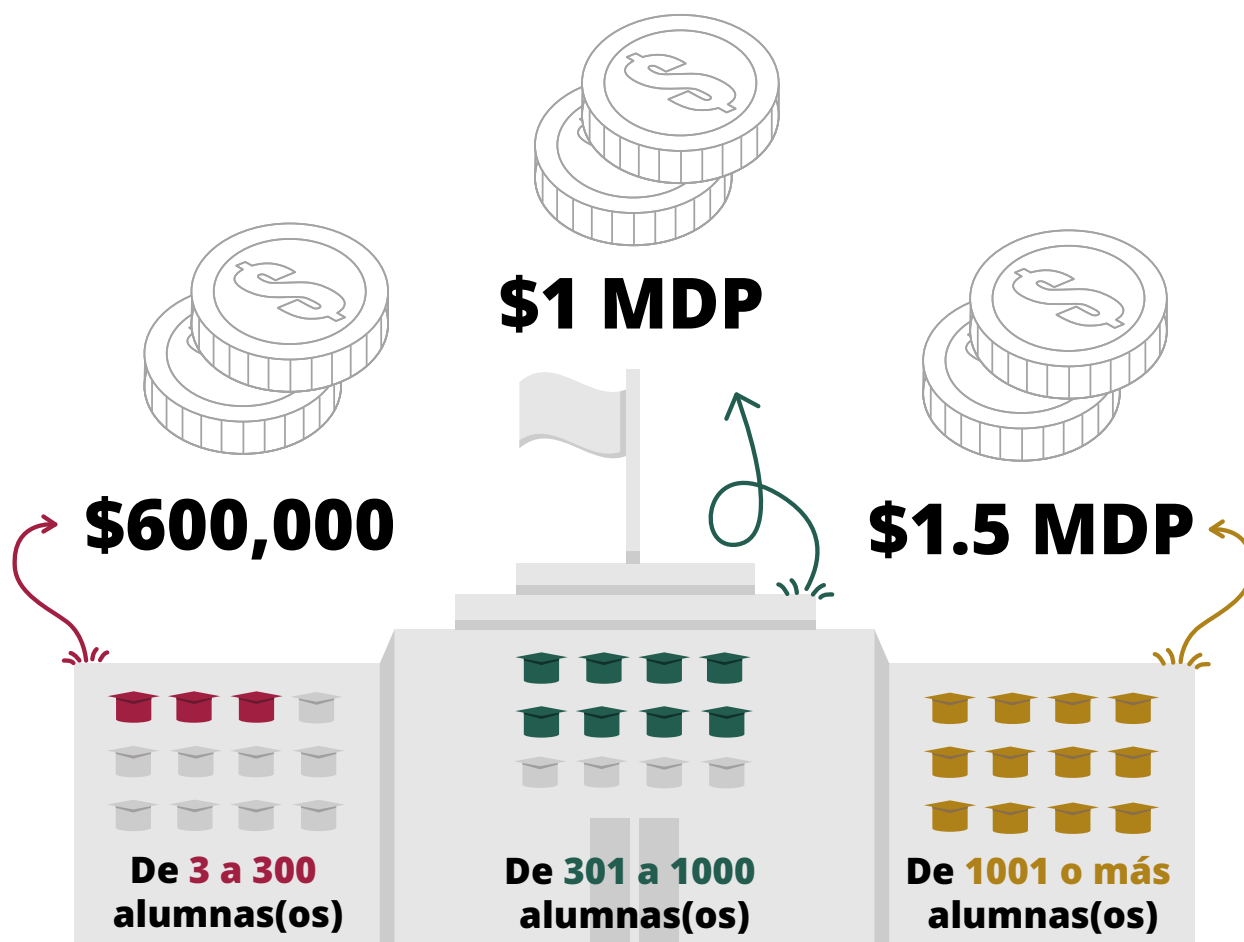 $1 MDP
$600,000
$1.5 MDP
De 3 a 300
alumnas(os)
De 301 a 1000
alumnas(os)
De 1001 o más
alumnas(os)